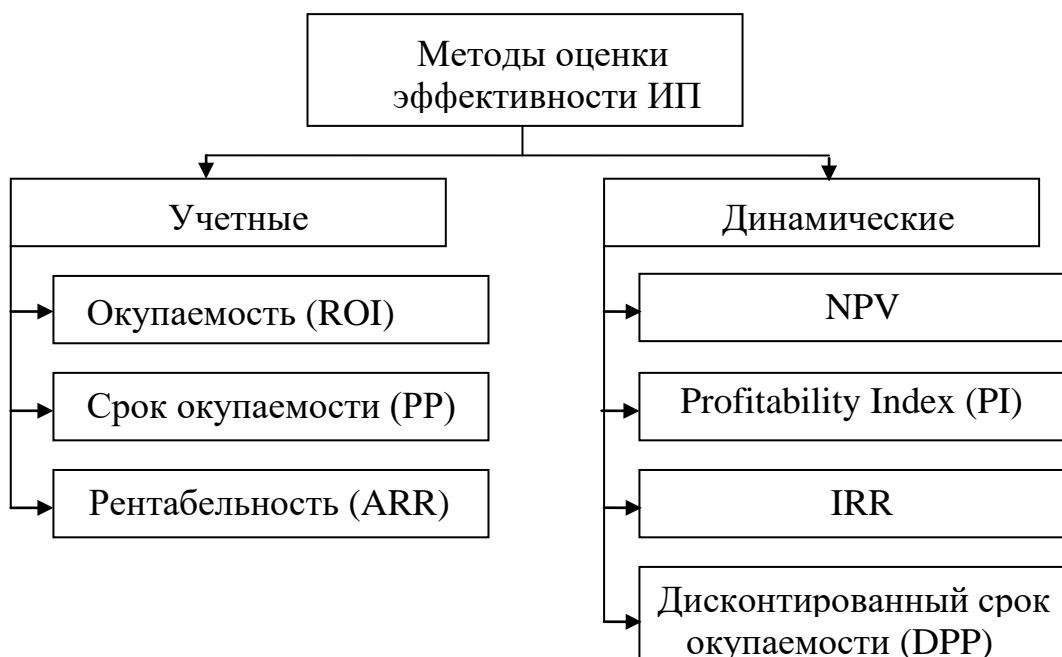 Методы оценки
эффективности ИП
Учетные
Динамические
Окупаемость (ROI)
Срок окупаемости (PP)
Рентабельность (ARR)
NPV
Profitability Index (PI)
IRR
Дисконтированный срок
окупаемости (DPP)